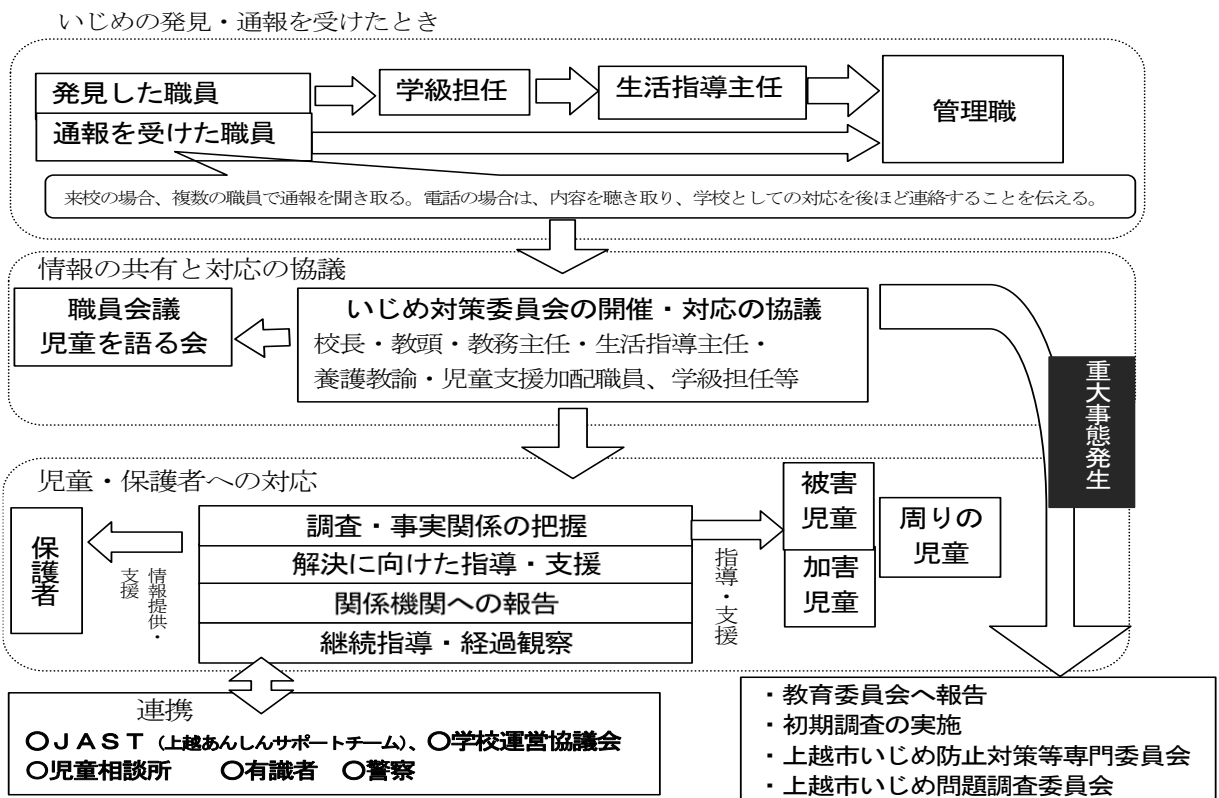 いじめの発見・通報を受けたとき
発見した職員
通報を受けた職員
学級担任
生活指導主任
管理職
来校の場合、複数の職員で通報を聞き取る。電話の場合は、内容を聴き取り、学校としての対応を後ほど連絡することを伝える。
情報の共有と対応の協議
職員会議
児童を語る会
いじめ対策委員会の開催・対応の協議
校長・教頭・教務主任・生活指導主任・
養護教諭・児童支援加配職員、学級担任等
重大事態発生
児童・保護者への対応
保護者
情報提供・
支援
調査・事実関係の把握
解決に向けた指導・支援
関係機関への報告
継続指導・経過観察
指導・支援
被害
児童
加害
児童
周りの
児童
連携
〇ＪＡＳＴ（上越あんしんサポートチーム）、〇学校運営協議会
〇児童相談所　〇有識者　〇警察
・教育委員会へ報告
・初期調査の実施
・上越市いじめ防止対策等専門委員会
・上越市いじめ問題調査委員会